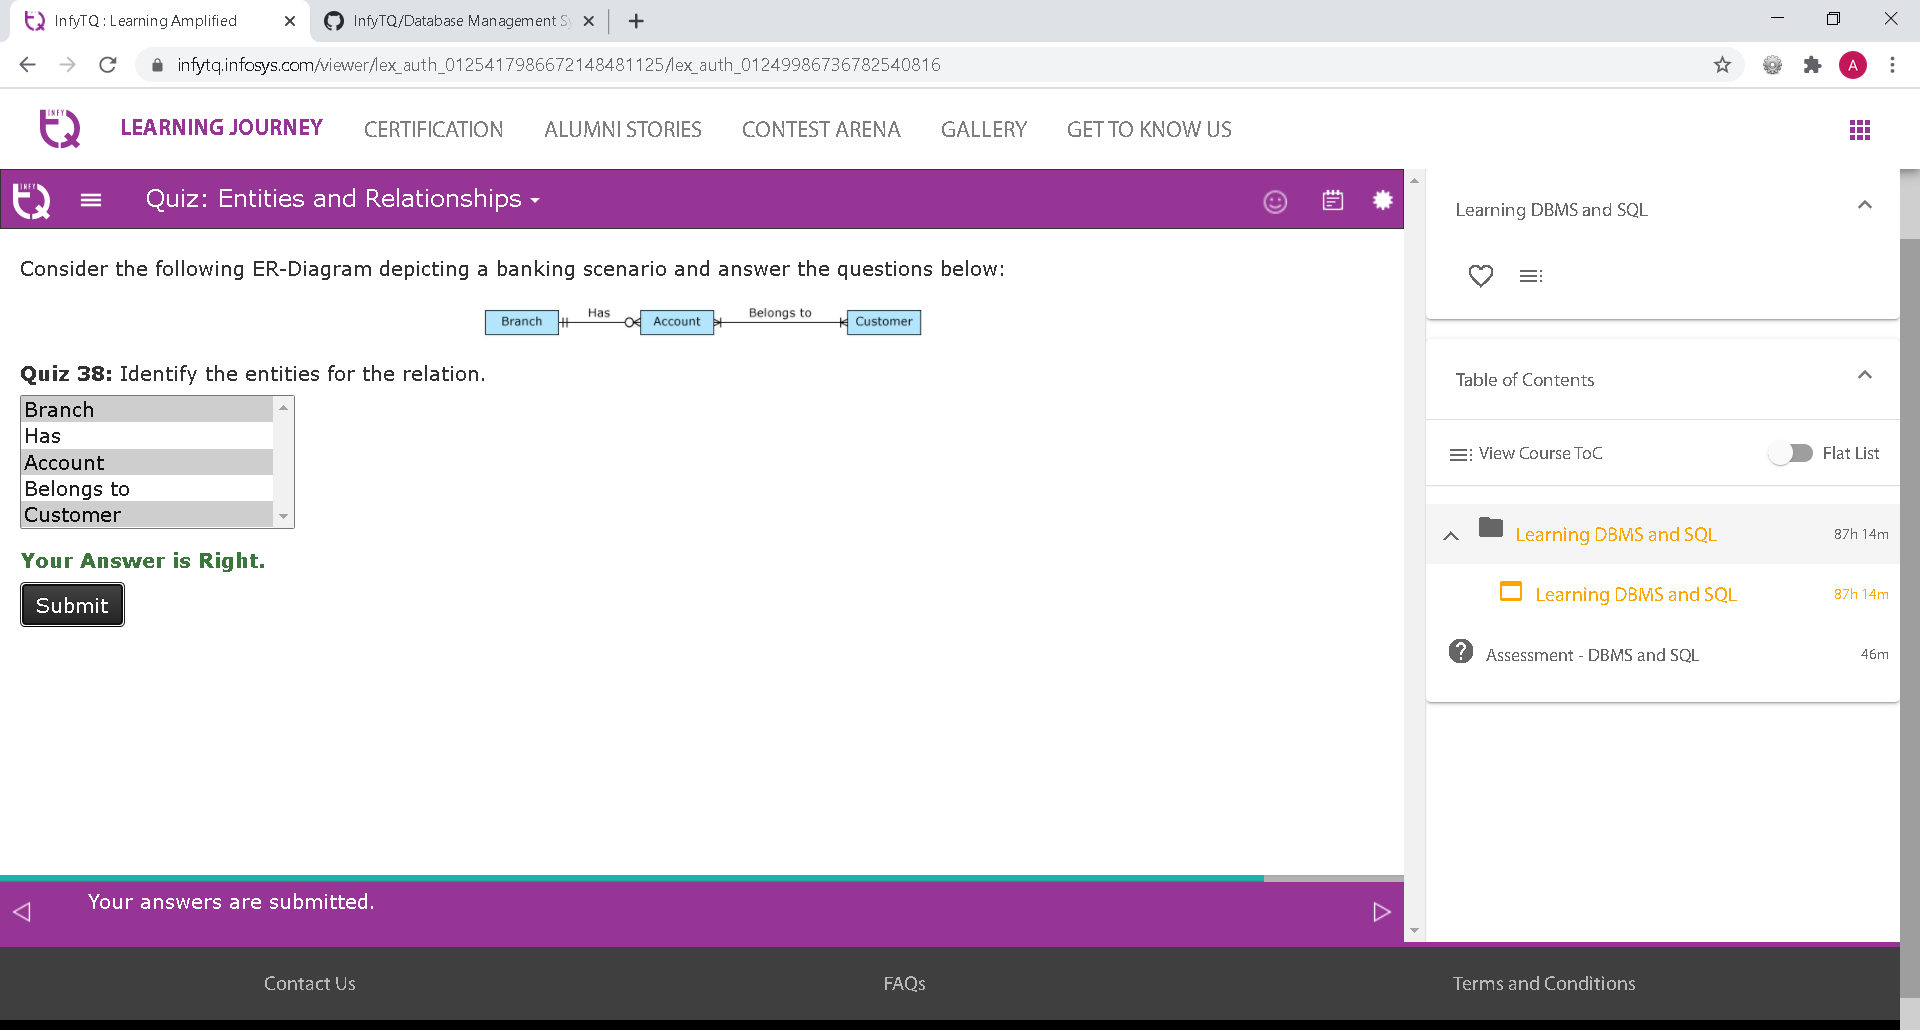 InfyTQ : Learning Amplified
InfyTQ/Database Management
infytq.infosys.com/viewer/lex_auth_0125417986672148481125/lex_auth_01249986736782540816
A
INFY TQ
LEARNING JOURNEY
CERTIFICATION
ALUMNI STORIES
CONTEST ARENA
GALLERY
GET TO KNOW US
INFY TQ
Quiz: Entities and Relationships
Consider the following ER-Diagram depicting a banking scenario and answer the questions below:
Branch
Has
Account
Belongs to
Customer
Quiz 38: Identify the entities for the relation.
Branch
Has
Account
Belongs to
Customer
Your Answer is Right.
Submit
Your answers are submitted.
Learning DBMS and SQL
Table of Contents
View Course ToC
Flat List
Learning DBMS and SQL 87h 14m
Learning DBMS and SQL 87h 14m
? Assessment - DBMS and SQL 46m
Contact Us
FAQs
Terms and Conditions